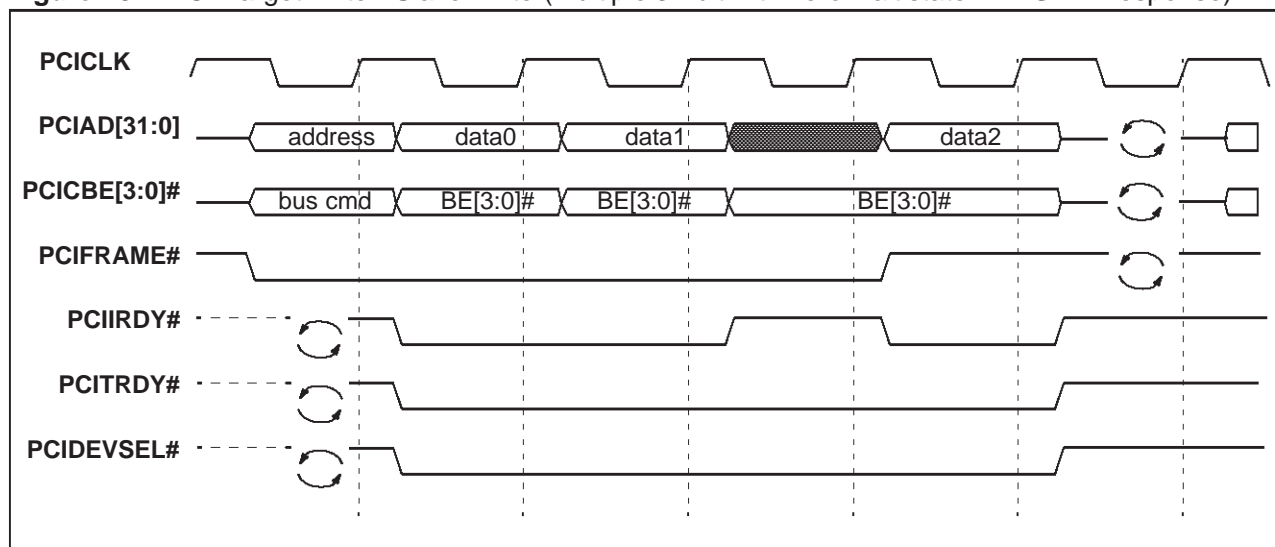 PCICLK
PCIAD[31:0] address data0 data1 data2
PCICBE[3:0]# bus cmd BE[3:0]# BE[3:0]# BE[3:0]#
PCIFRAME#
PCIIRDY#
PCITRDY#
PCIDEVSEL#